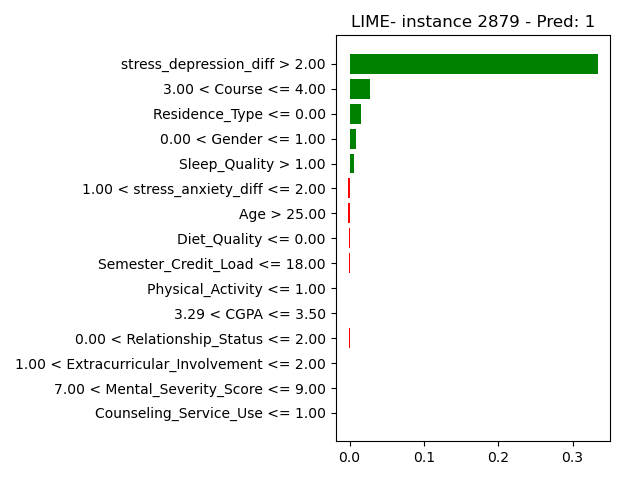 LIME- instance 2879 - Pred: 1
stress_depression_diff > 2.00
3.00 < Course <= 4.00
Residence_Type <= 0.00
0.00 < Gender <= 1.00
Sleep_Quality > 1.00
1.00 < stress_anxiety_diff <= 2.00
Age > 25.00
Diet_Quality <= 0.00
Semester_Credit_Load <= 18.00
Physical_Activity <= 1.00
3.29 < CGPA <= 3.50
0.00 < Relationship_Status <= 2.00
1.00 < Extracurricular_Involvement <= 2.00
7.00 < Mental_Severity_Score <= 9.00
Counseling_Service_Use <= 1.00
0.0 0.1 0.2 0.3